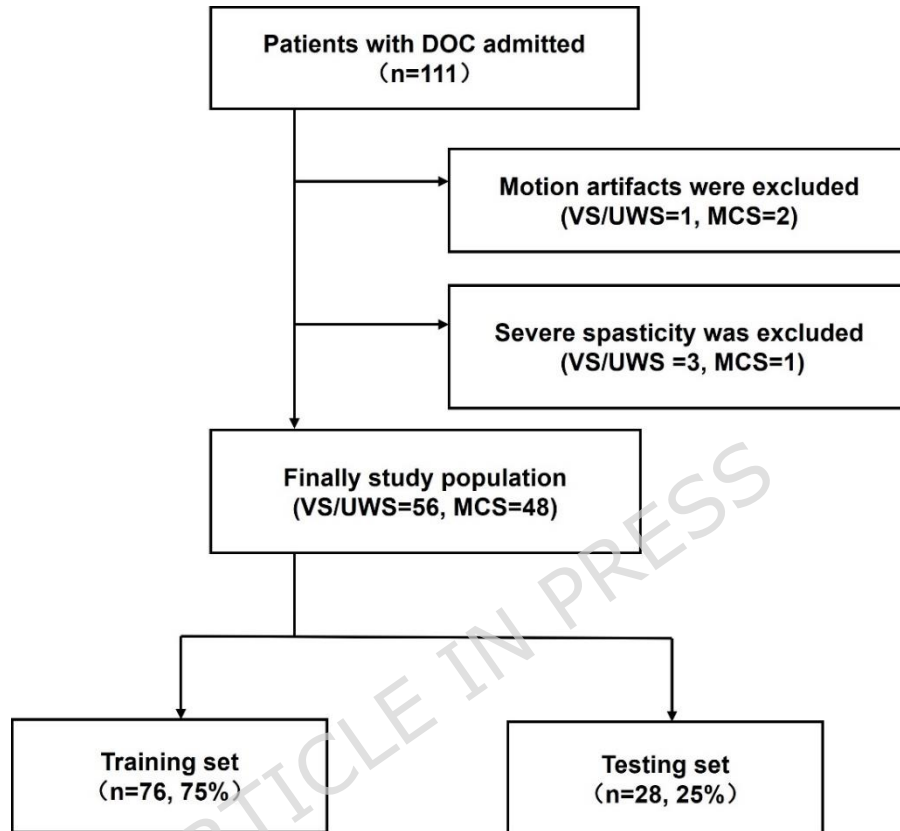 Patients with DOC admitted
（n=111）
Motion artifacts were excluded
(VS/UWS=1, MCS=2)
Severe spasticity was excluded
(VS/UWS =3, MCS=1)
Finally study population
(VS/UWS=56, MCS=48)
Training set
（n=76, 75%）
Testing set
（n=28, 25%）
RTICLE IN PRESS